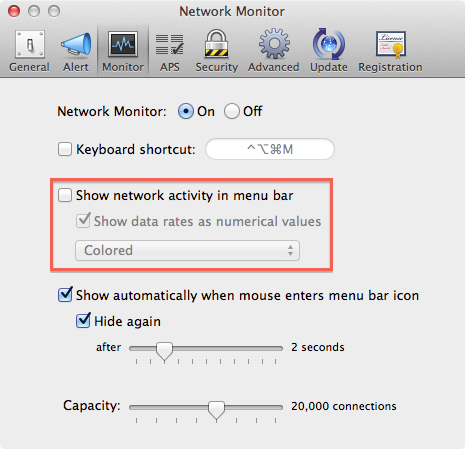 Network Monitor
General Alert Monitor APS Security Advanced Update Registration
Network Monitor: On Off
Keyboard shortcut: ^⌥⌘M
Show network activity in menu bar
Show data rates as numerical values
Colored
Show automatically when mouse enters menu bar icon
Hide again
after 2 seconds
Capacity: 20,000 connections